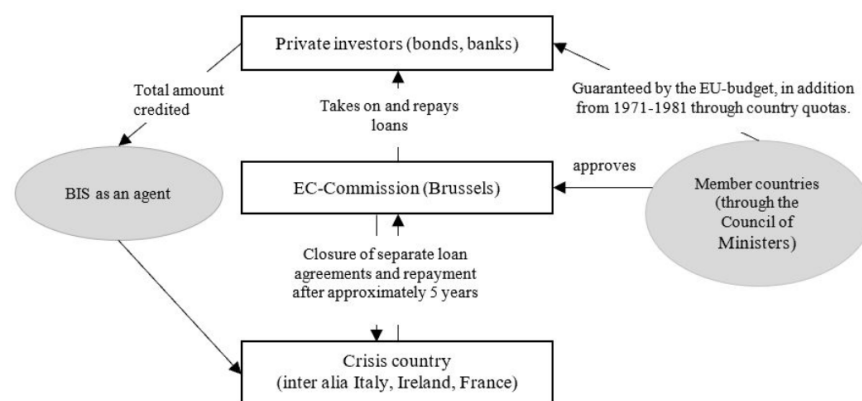 Private investors (bonds, banks)
Total amount
credited
Takes on and repays
loans
Guaranteed by the EU-budget, in addition
from 1971-1981 through country quotas.
BIS as an agent
EC-Commission (Brussels)
approves
Member countries
(through the
Council of
Ministers)
Closure of separate loan
agreements and repayment
after approximately 5 years
Crisis country
(inter alia Italy, Ireland, France)